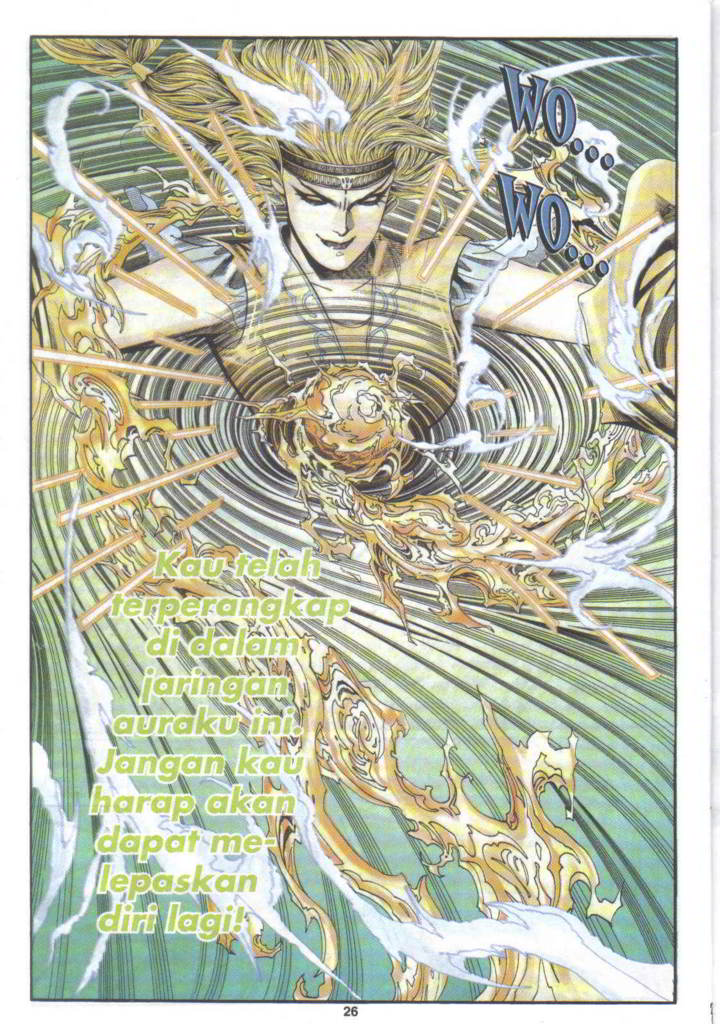 WO...
WO...
Kau telah
terperangkap
di dalam
jaringan
auraku ini.
Jangan kau
harap akan
dapat me-
lepaskan
diri lagi!
26